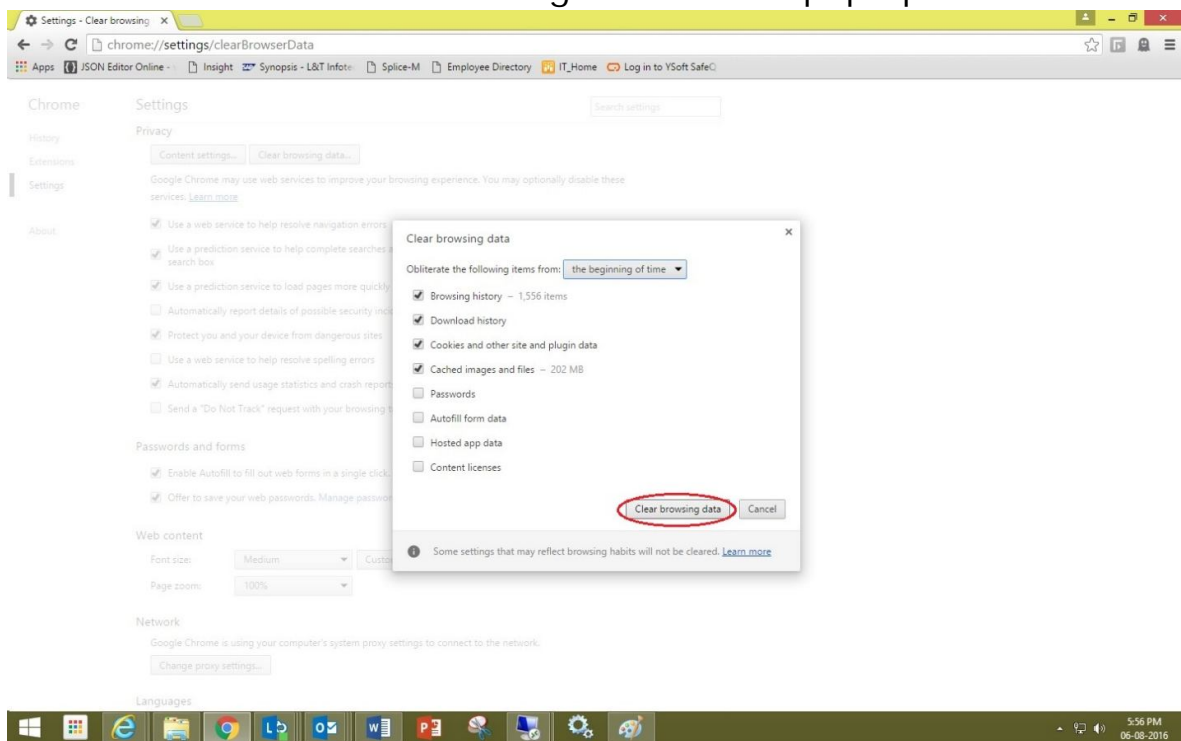 Settings - Clear browsing
chrome://settings/clearBrowserData
Apps JSON Editor Online - Insight Synopsis - L&T Infote Splice-M Employee Directory IT_Home Log in to YSoft SafeQ
Chrome
Settings
Search settings
History
Extensions
Settings
About
Privacy
Content settings... Clear browsing data...
Google Chrome may use web services to improve your browsing experience. You may optionally disable these
services. Learn more
Use a web service to help resolve navigation errors
Use a prediction service to help complete searches a
search box
Use a prediction service to load pages more quickly
Automatically report details of possible security inci
Protect you and your device from dangerous sites
Use a web service to help resolve spelling errors
Automatically send usage statistics and crash report
Send a "Do Not Track" request with your browsing t
Passwords and forms
Enable Autofill to fill out web forms in a single click.
Offer to save your web passwords. Manage passwor
Web content
Font size: Medium Custo
Page zoom: 100%
Network
Google Chrome is using your computer's system proxy settings to connect to the network.
Change proxy settings...
Languages
Clear browsing data
Obliterate the following items from: the beginning of time
Browsing history – 1,556 items
Download history
Cookies and other site and plugin data
Cached images and files – 202 MB
Passwords
Autofill form data
Hosted app data
Content licenses
Clear browsing data Cancel
Some settings that may reflect browsing habits will not be cleared. Learn more
5:56 PM
06-08-2016